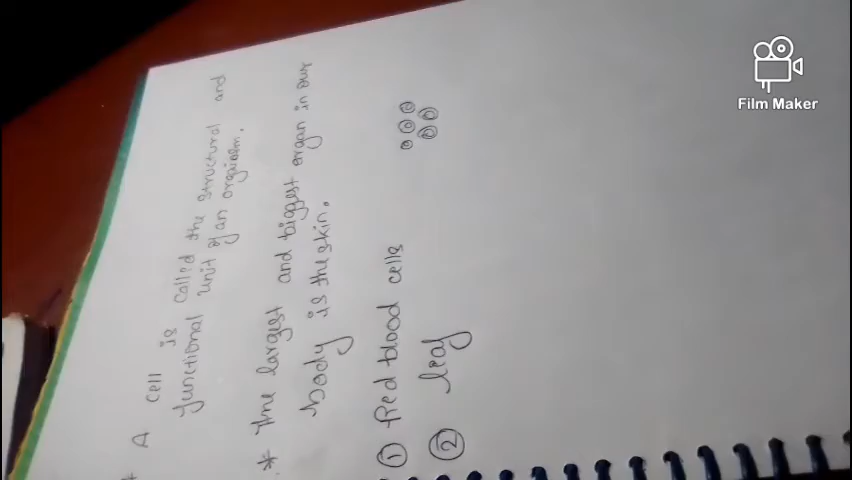 * A cell is called the structural and
functional unit of an orgaism.
* The largest and biggest organ in our
body is the skin.
① Red blood cells
② leaf
Film Maker